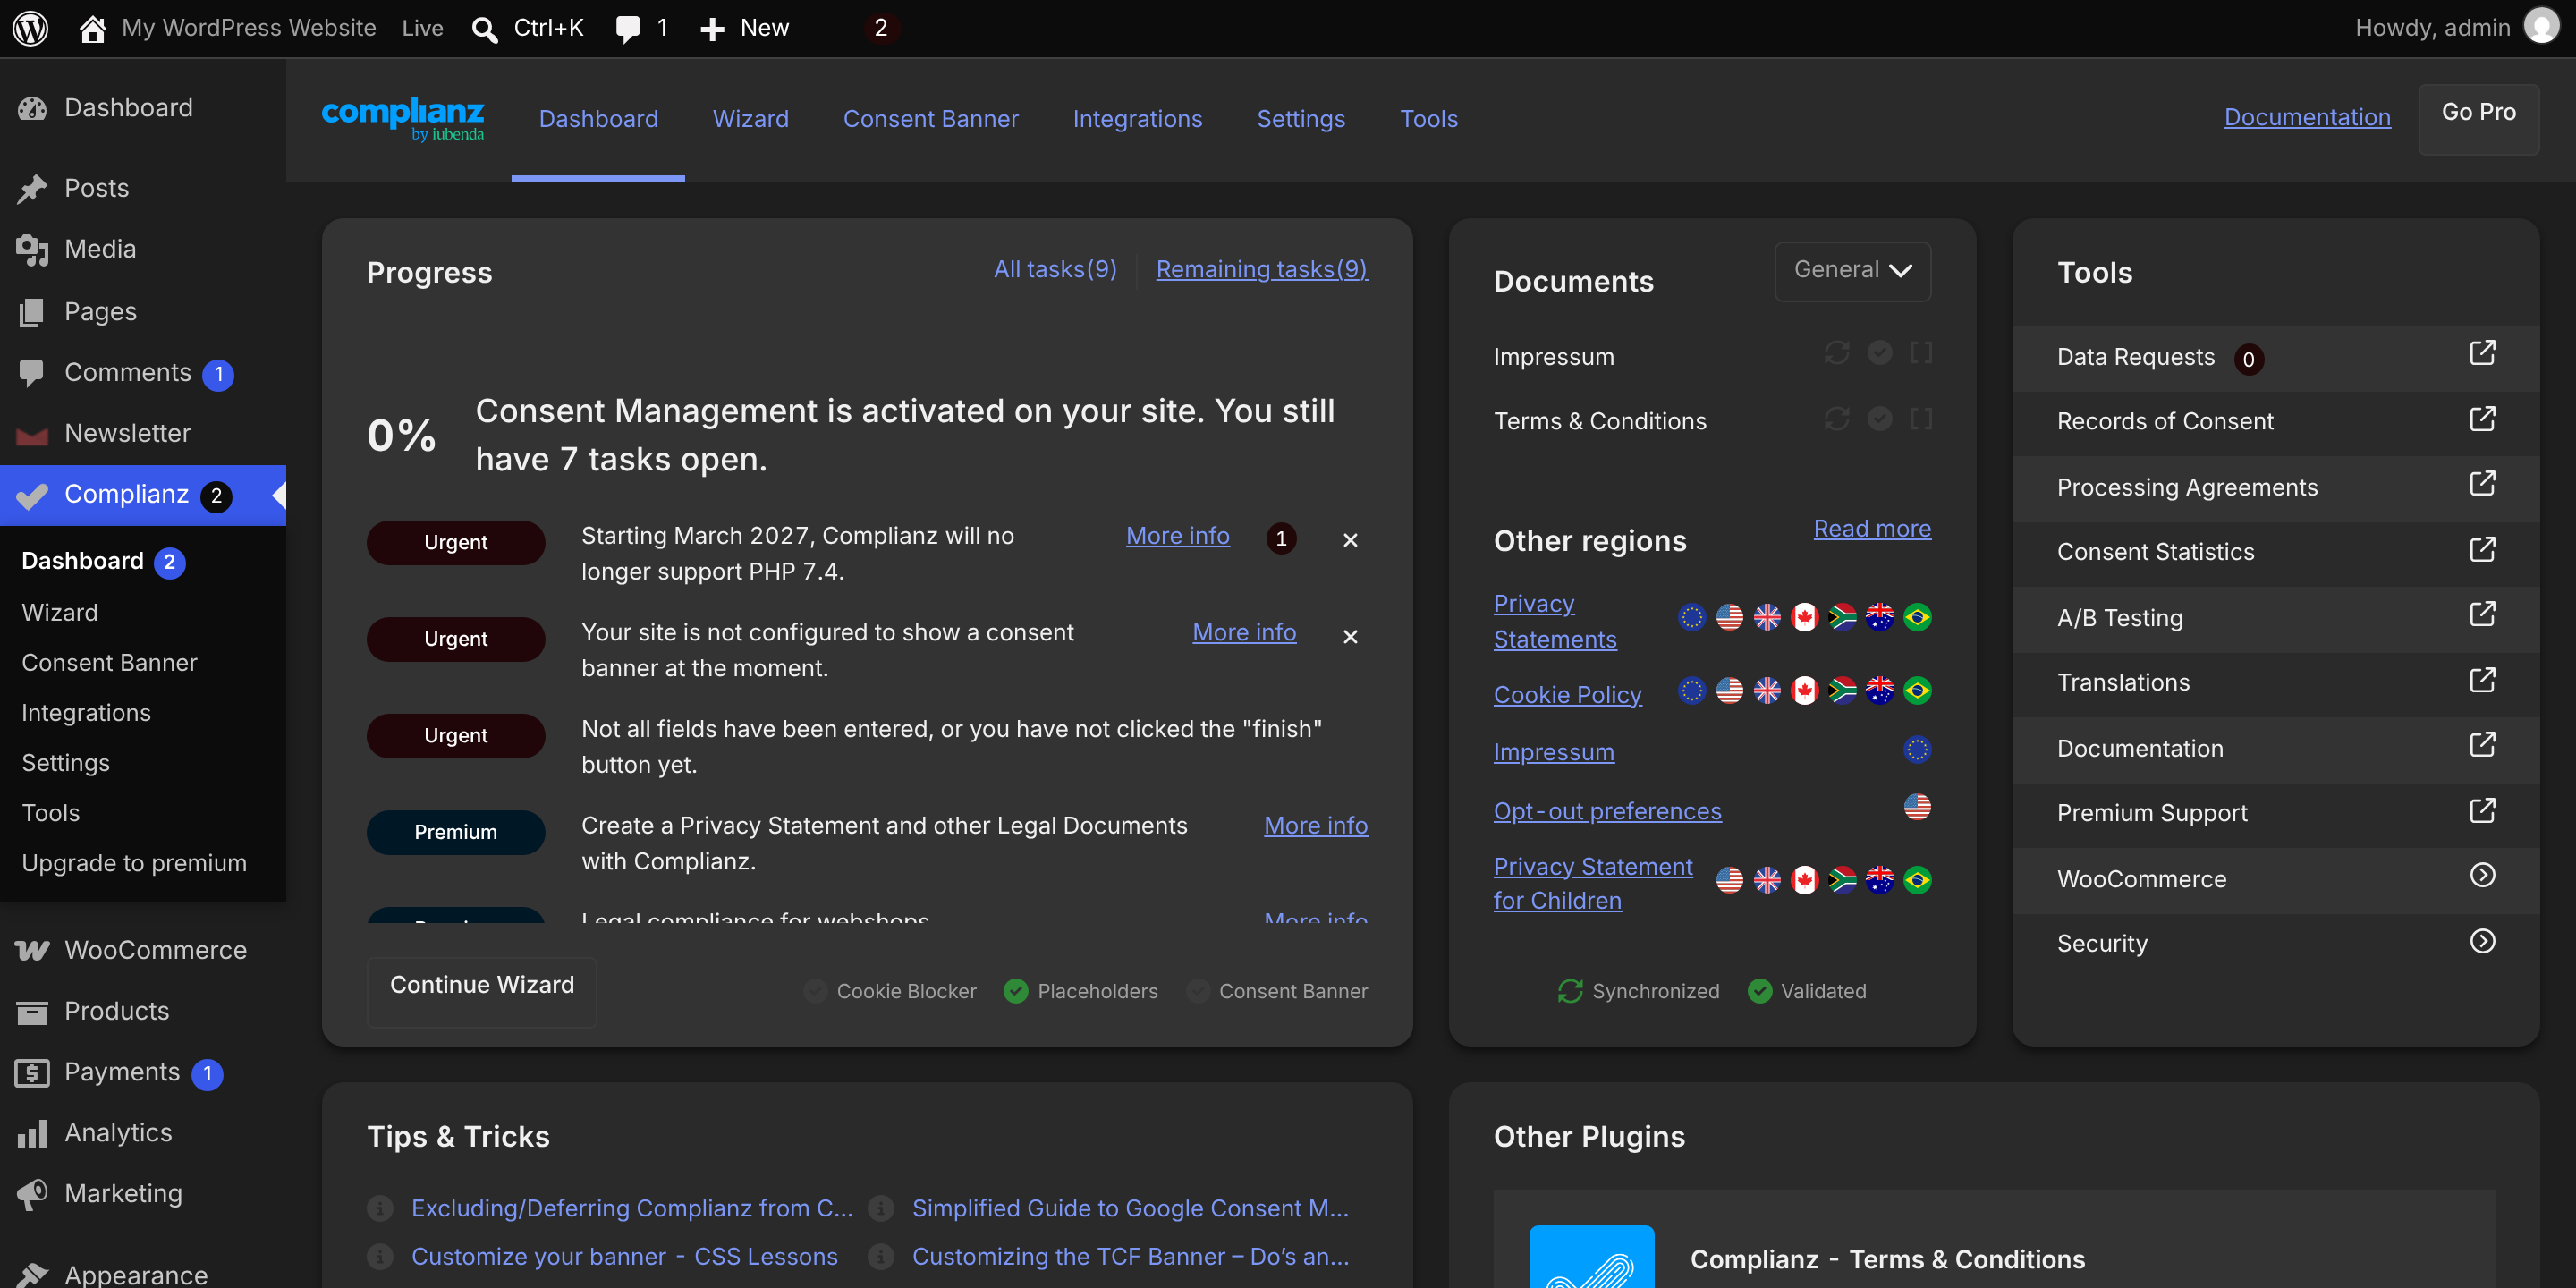 My WordPress Website Live Ctrl+K 1 New 2 Howdy, admin
Dashboard
Posts
Media
Pages
Comments 1
Newsletter
Complianz 2
Dashboard 2
Wizard
Consent Banner
Integrations
Settings
Tools
Upgrade to premium
WooCommerce
Products
Payments 1
Analytics
Marketing
Appearance
complianz
by iubenda
Dashboard Wizard Consent Banner Integrations Settings Tools Documentation Go Pro
Progress All tasks(9) Remaining tasks(9)
0%
Consent Management is activated on your site. You still
have 7 tasks open.
Urgent Starting March 2027, Complianz will no More info 1
longer support PHP 7.4.
Urgent Your site is not configured to show a consent More info
banner at the moment.
Urgent Not all fields have been entered, or you have not clicked the "finish"
button yet.
Premium Create a Privacy Statement and other Legal Documents More info
with Complianz.
Legal compliance for webshops More info
Continue Wizard Cookie Blocker Placeholders Consent Banner
Documents General
Impressum
Terms & Conditions
Other regions Read more
Privacy
Statements
Cookie Policy
Impressum
Opt-out preferences
Privacy Statement
for Children
Synchronized Validated
Tools
Data Requests 0
Records of Consent
Processing Agreements
Consent Statistics
A/B Testing
Translations
Documentation
Premium Support
WooCommerce
Security
Tips & Tricks
Excluding/Deferring Complianz from C... Simplified Guide to Google Consent M...
Customize your banner - CSS Lessons Customizing the TCF Banner – Do's an...
Other Plugins
Complianz - Terms & Conditions